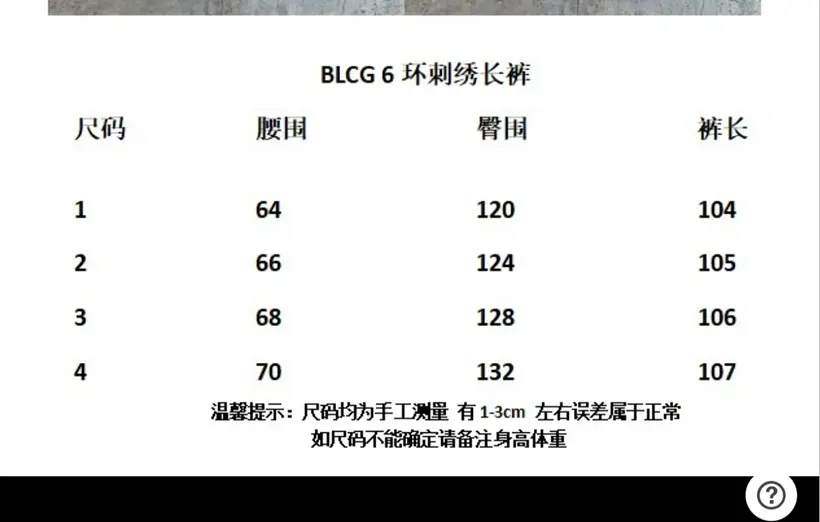 BLCG 6 环刺绣长裤
尺码 腰围 臀围 裤长
1 64 120 104
2 66 124 105
3 68 128 106
4 70 132 107
温馨提示：尺码均为手工测量 有1-3cm 左右误差属于正常
如尺码不能确定请备注身高体重
?